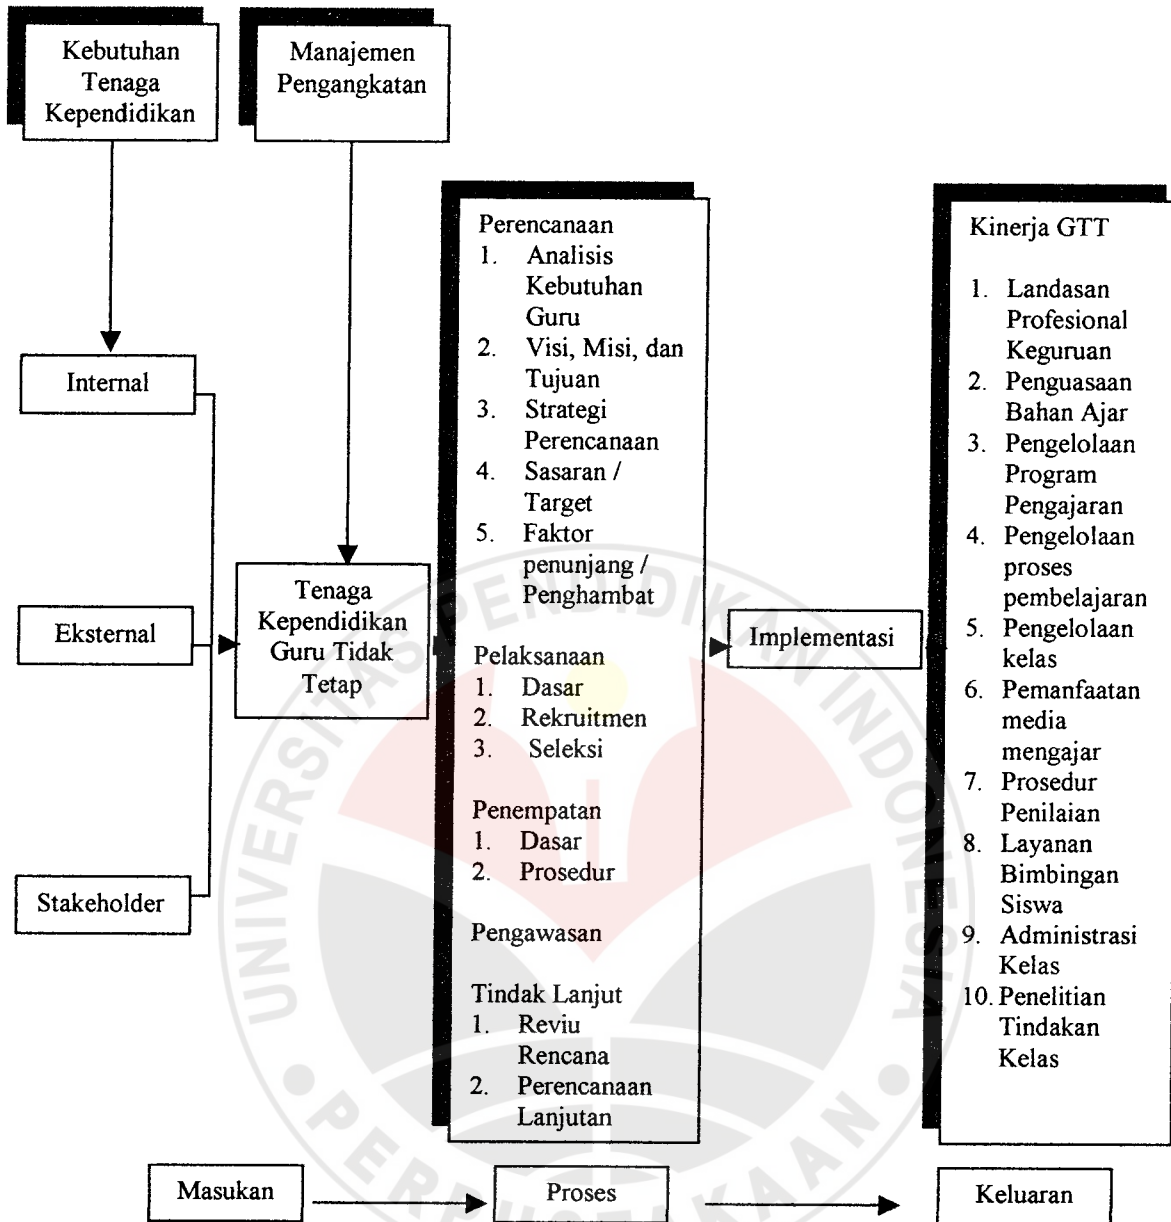 Kebutuhan
Tenaga
Kependidikan
Manajemen
Pengangkatan
Internal
Eksternal
Stakeholder
Tenaga
Kependidikan
Guru Tidak
Tetap
Perencanaan
1. Analisis
Kebutuhan
Guru
2. Visi, Misi, dan
Tujuan
3. Strategi
Perencanaan
4. Sasaran /
Target
5. Faktor
penunjang /
Penghambat
Pelaksanaan
1. Dasar
2. Rekruitmen
3. Seleksi
Penempatan
1. Dasar
2. Prosedur
Pengawasan
Tindak Lanjut
1. Reviu
Rencana
2. Perencanaan
Lanjutan
Implementasi
Kinerja GTT
1. Landasan
Profesional
Keguruan
2. Penguasaan
Bahan Ajar
3. Pengelolaan
Program
Pengajaran
4. Pengelolaan
proses
pembelajaran
5. Pengelolaan
kelas
6. Pemanfaatan
media
mengajar
7. Prosedur
Penilaian
8. Layanan
Bimbingan
Siswa
9. Administrasi
Kelas
10. Penelitian
Tindakan
Kelas
Masukan
Proses
Keluaran
UNIVERSITAS PENDIDIKAN INDONESIA
PERPUSTAKAAN